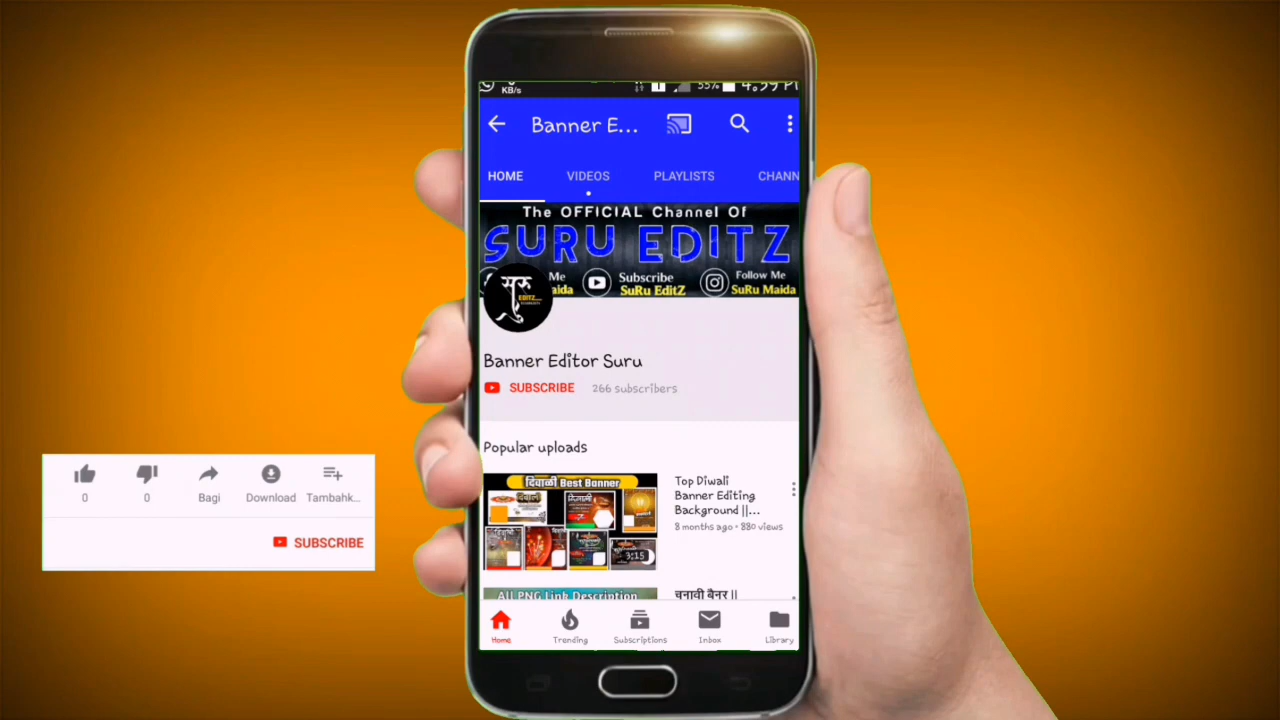 KB/s
55%
Banner E...
HOME
VIDEOS
PLAYLISTS
CHANN
The OFFICIAL Channel Of
SURU EDITZ
Me
aida
Subscribe
SuRu EditZ
Follow Me
SuRu Maida
सुरु
EDITZ....
Banner Editor Suru
SUBSCRIBE
266 subscribers
Popular uploads
दिवाळी Best Banner
3:15
Top Diwali
Banner Editing
Background ||...
8 months ago • 880 views
All PNG Link Description
चुनावी बैनर ||
Home
Trending
Subscriptions
Inbox
Library
0
0
Bagi
Download
Tambahk...
SUBSCRIBE